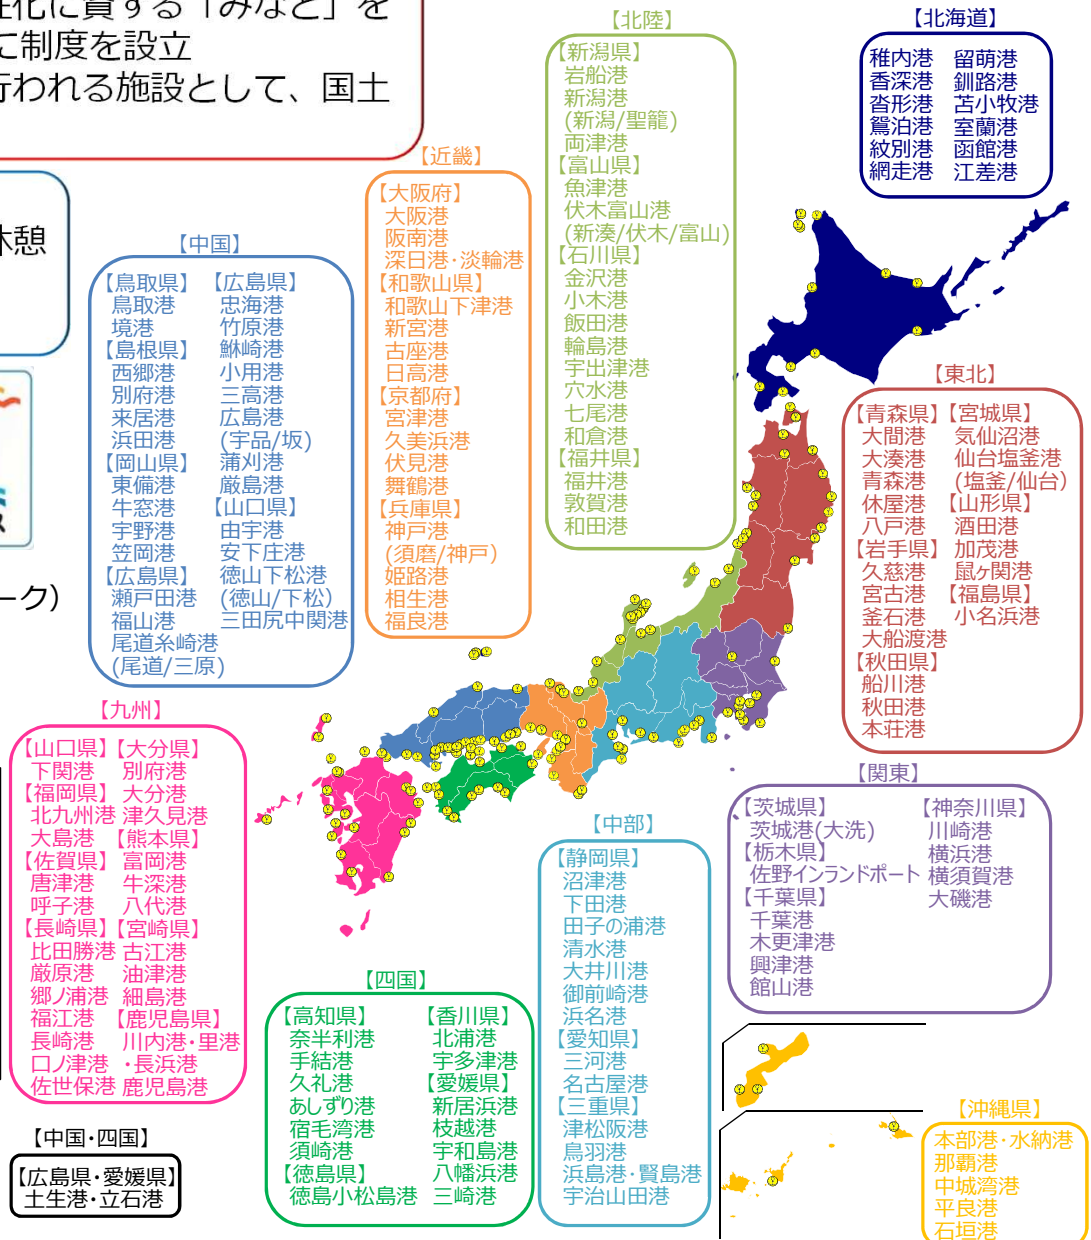 性化に資する「みなと」を
に制度を設立
行われる施設として、国土
休憩
ーク）
【北陸】
【新潟県】
岩船港
新潟港
(新潟/聖籠)
両津港
【富山県】
魚津港
伏木富山港
(新湊/伏木/富山)
【石川県】
金沢港
小木港
飯田港
輪島港
宇出津港
穴水港
七尾港
和倉港
【福井県】
福井港
敦賀港
和田港
【北海道】
稚内港 留萌港
香深港 釧路港
沓形港 苫小牧港
鴛泊港 室蘭港
紋別港 函館港
網走港 江差港
【近畿】
【大阪府】
大阪港
阪南港
深日港･淡輪港
【和歌山県】
和歌山下津港
新宮港
古座港
日高港
【京都府】
宮津港
久美浜港
伏見港
舞鶴港
【兵庫県】
神戸港
(須磨/神戸)
姫路港
相生港
福良港
【中国】
【鳥取県】 【広島県】
鳥取港 忠海港
境港 竹原港
【島根県】 鮴崎港
西郷港 小用港
別府港 三高港
来居港 広島港
浜田港 (宇品/坂)
【岡山県】 蒲刈港
東備港 厳島港
牛窓港 【山口県】
宇野港 由宇港
笠岡港 安下庄港
【広島県】 徳山下松港
瀬戸田港 (徳山/下松)
福山港 三田尻中関港
尾道糸崎港
(尾道/三原)
【東北】
【青森県】 【宮城県】
大間港 気仙沼港
大湊港 仙台塩釜港
青森港 (塩釜/仙台)
休屋港 【山形県】
八戸港 酒田港
【岩手県】 加茂港
久慈港 鼠ヶ関港
宮古港 【福島県】
釜石港 小名浜港
大船渡港
【秋田県】
船川港
秋田港
本荘港
【九州】
【山口県】 【大分県】
下関港 別府港
【福岡県】 大分港
北九州港 津久見港
大島港 【熊本県】
【佐賀県】 富岡港
唐津港 牛深港
呼子港 八代港
【長崎県】 【宮崎県】
比田勝港 古江港
厳原港 油津港
郷ノ浦港 細島港
福江港 【鹿児島県】
長崎港 川内港･里港
口ノ津港 ･長浜港
佐世保港 鹿児島港
【関東】
【茨城県】 【神奈川県】
茨城港(大洗) 川崎港
【栃木県】 横浜港
佐野インランドポート 横須賀港
【千葉県】 大磯港
千葉港
木更津港
興津港
館山港
【中部】
【静岡県】
沼津港
下田港
田子の浦港
清水港
大井川港
御前崎港
浜名港
【愛知県】
三河港
名古屋港
【三重県】
津松阪港
鳥羽港
浜島港･賢島港
宇治山田港
【四国】
【高知県】 【香川県】
奈半利港 北浦港
手結港 宇多津港
久礼港 【愛媛県】
あしずり港 新居浜港
宿毛湾港 枝越港
須崎港 宇和島港
【徳島県】 八幡浜港
徳島小松島港 三崎港
【中国･四国】
【広島県･愛媛県】
土生港･立石港
【沖縄県】
本部港･水納港
那覇港
中城湾港
平良港
石垣港